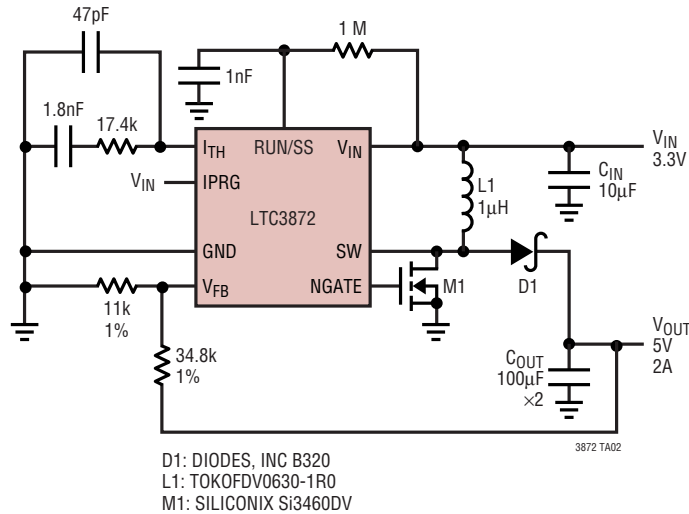 47pF
1 M
1nF
1.8nF
17.4k
ITH
RUN/SS
VIN
VIN
3.3V
CIN
10µF
VIN
IPRG
L1
1µH
LTC3872
GND
SW
D1
VFB
NGATE
M1
11k
1%
34.8k
1%
VOUT
5V
2A
COUT
100µF
×2
3872 TA02
D1: DIODES, INC B320
L1: TOKOFDV0630-1R0
M1: SILICONIX Si3460DV